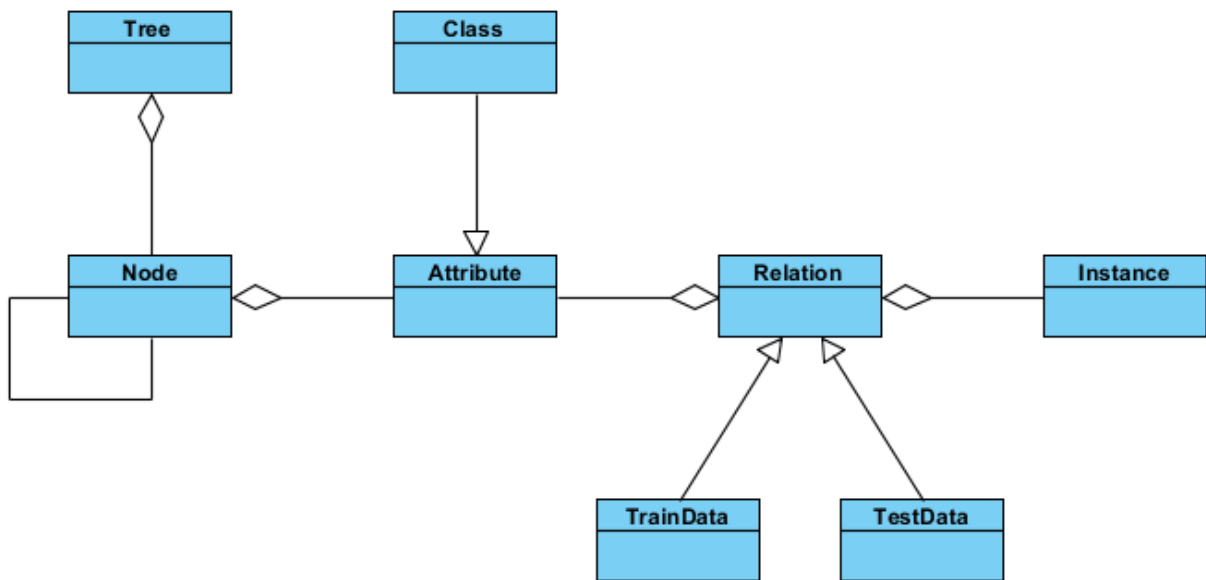 Tree
Class
Node
Attribute
Relation
Instance
TrainData
TestData